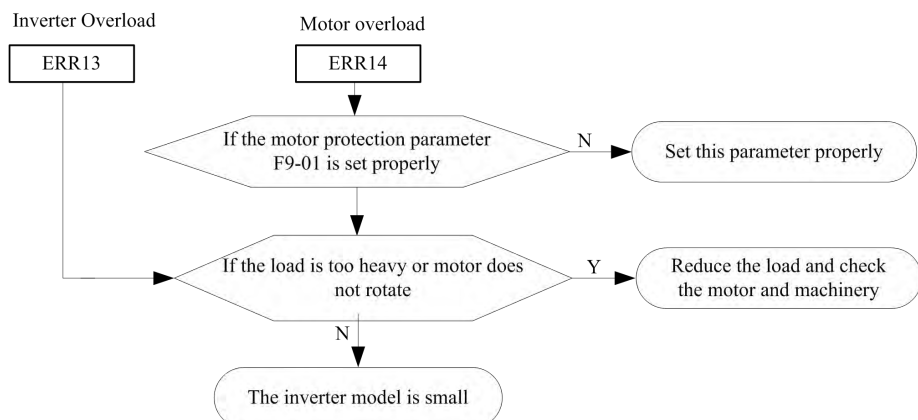 Inverter Overload
Motor overload
ERR13
ERR14
If the motor protection parameter
F9-01 is set properly
N
Set this parameter properly
If the load is too heavy or motor does
not rotate
Y
Reduce the load and check
the motor and machinery
N
The inverter model is small